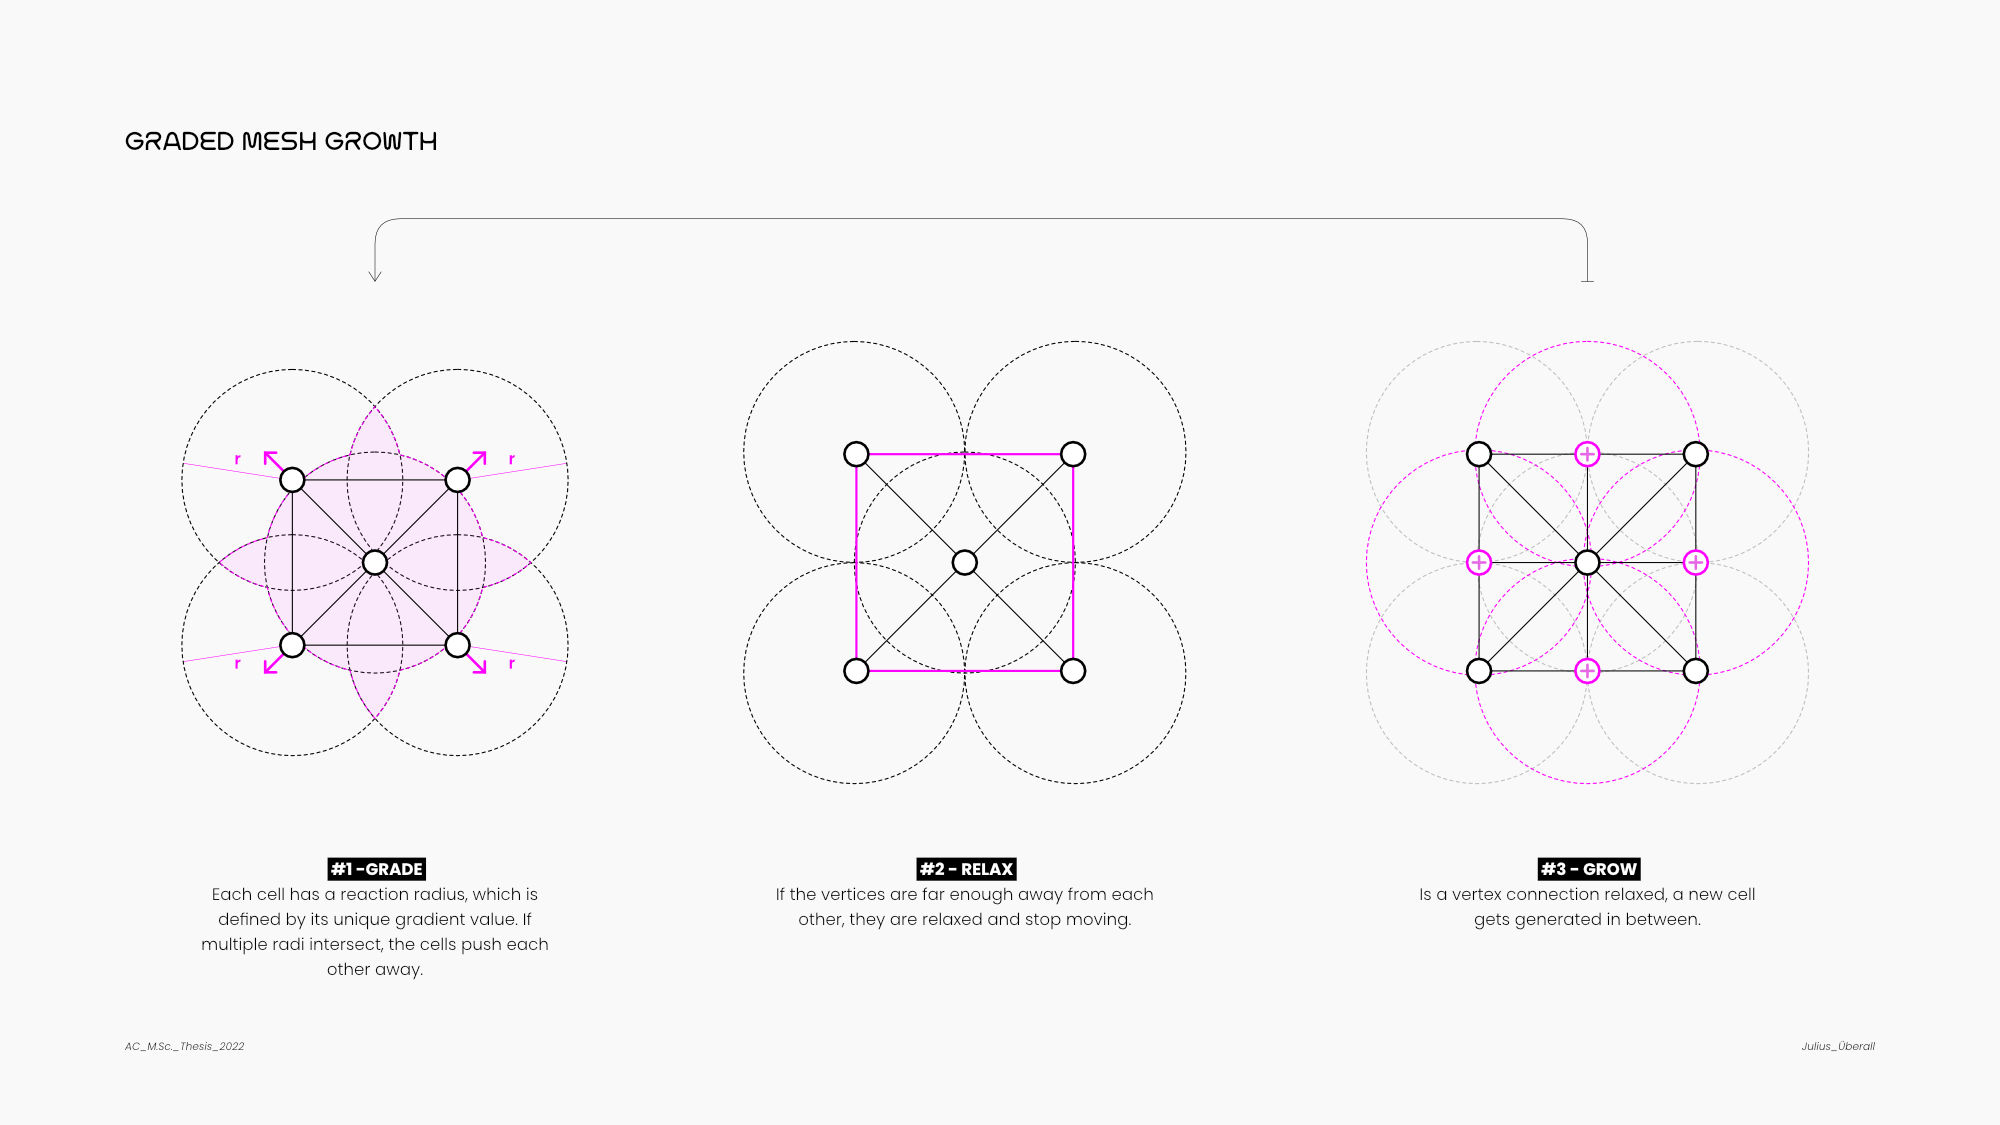 GRADED MESH GROWTH
r
r
r
r
#1 -GRADE
Each cell has a reaction radius, which is
defined by its unique gradient value. If
multiple radi intersect, the cells push each
other away.
#2 - RELAX
If the vertices are far enough away from each
other, they are relaxed and stop moving.
#3 - GROW
Is a vertex connection relaxed, a new cell
gets generated in between.
AC_M.Sc._Thesis_2022
Julius_Überall